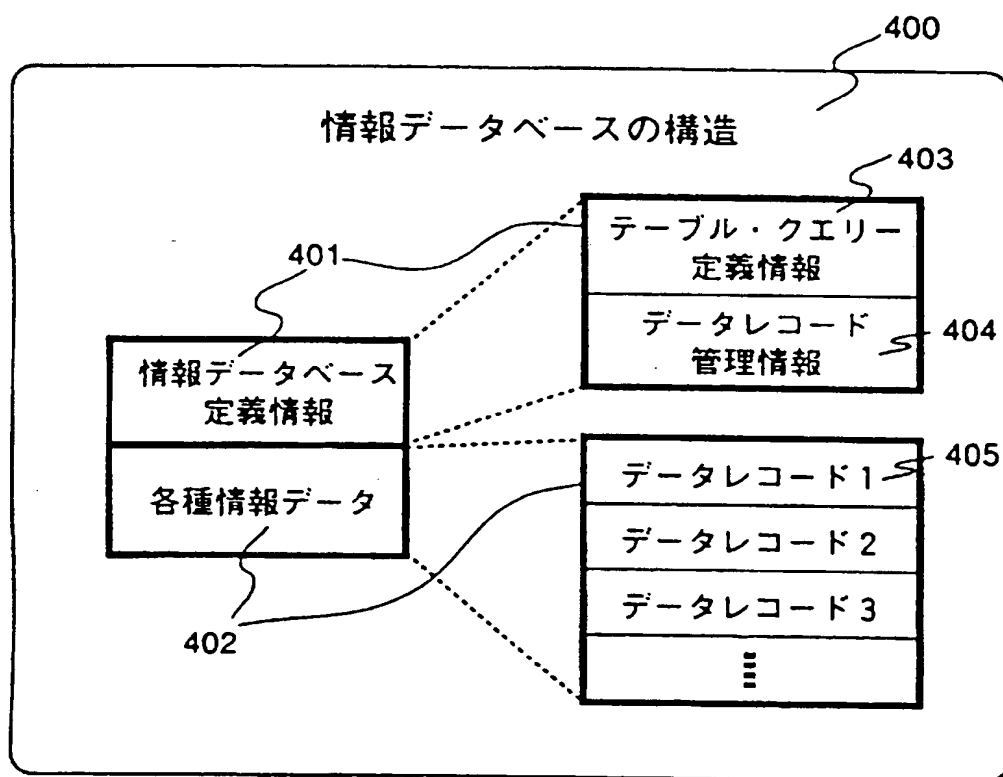 400
情報データベースの構造
403
テーブル・クエリー
定義情報
401
データレコード
管理情報
404
情報データベース
定義情報
405
データレコード1
各種情報データ
データレコード2
データレコード3
402